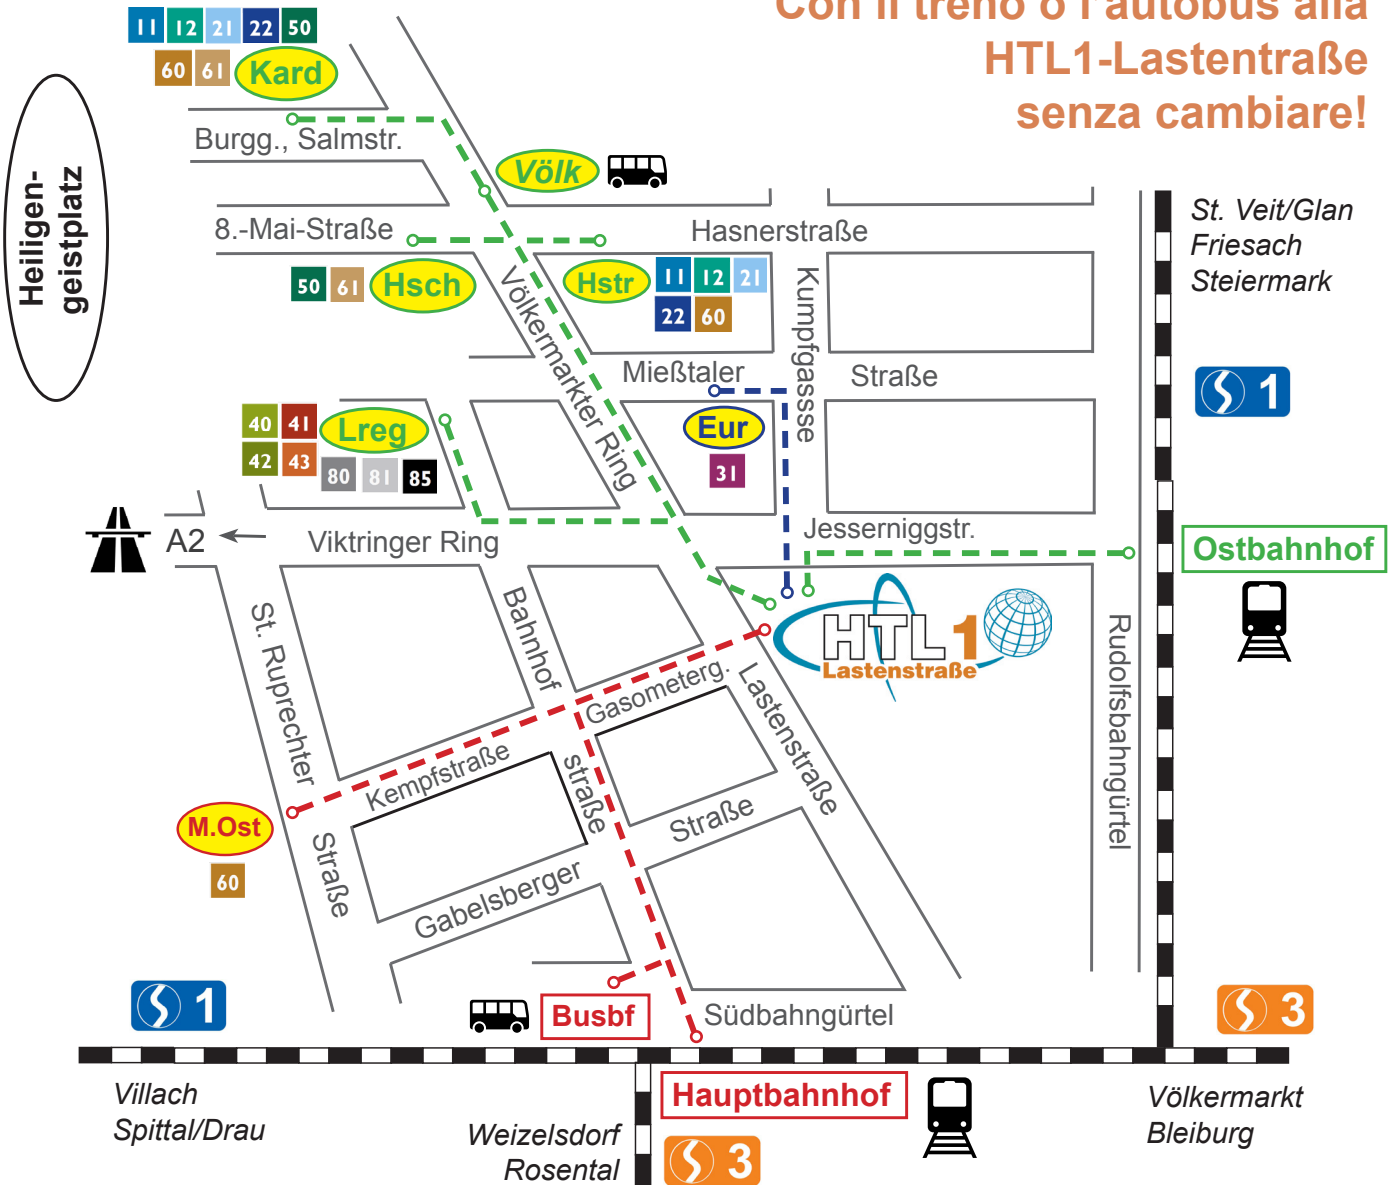 Con il treno o l'autobus alla
HTL1-Lastentraße
senza cambiare!
11 12 21 22 50
60 61 Kard
Heiligen-
geistplatz
Burgg., Salmstr.
Völk
8.-Mai-Straße
Hasnerstraße
St. Veit/Glan
Friesach
Steiermark
50 61 Hsch
Hstr 11 12 21
22 60
Völkermarkter Ring
Kumpfgassse
Mießtaler Straße
S 1
40 41 Lreg
42 43 80 81 85
Eur
31
A2
Viktringer Ring
Jesserniggstr.
Ostbahnhof
St. Ruprechter
Straße
Bahnhof
straße
HTL 1
Lastenstraße
Gasometerg.
Lastenstraße
Rudolfsbahngürtel
Kempfstraße
M.Ost
60
Gabelsberger
Straße
S 1
Busbf
Südbahngürtel
S 3
Villach
Spittal/Drau
Hauptbahnhof
Völkermarkt
Bleiburg
Weizelsdorf
Rosental
S 3